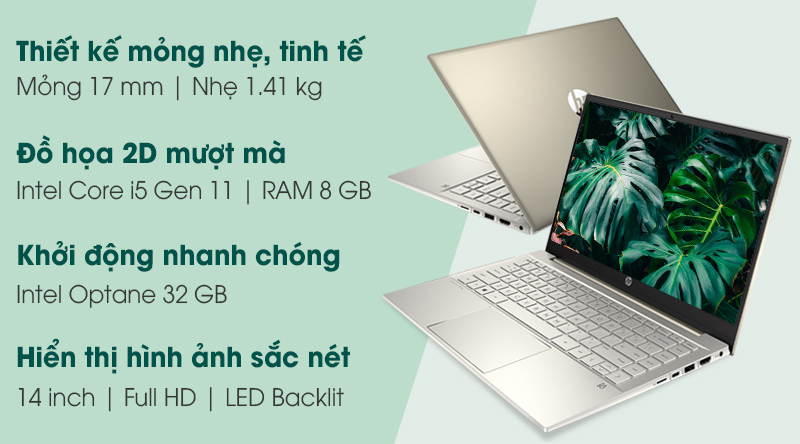 Thiết kế mỏng nhẹ, tinh tế
Mỏng 17 mm | Nhẹ 1.41 kg
Đồ họa 2D mượt mà
Intel Core i5 Gen 11 | RAM 8 GB
Khởi động nhanh chóng
Intel Optane 32 GB
Hiển thị hình ảnh sắc nét
14 inch | Full HD | LED Backlit
hp
hp